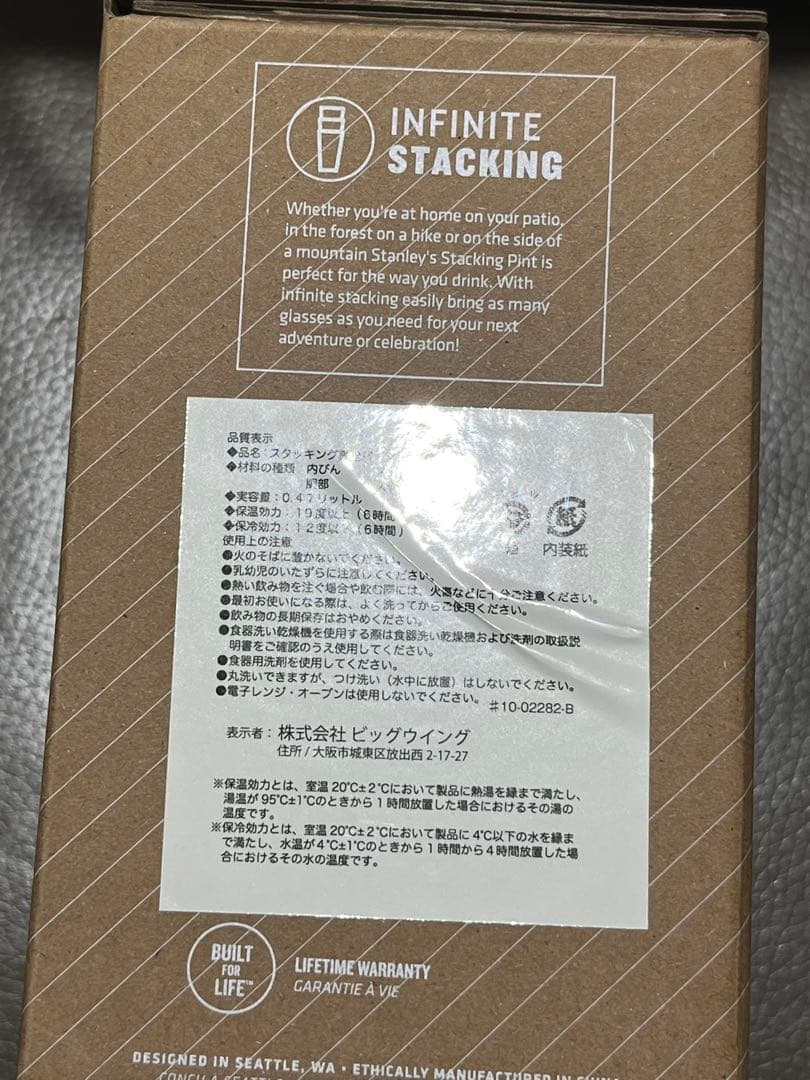 INFINITE
STACKING
Whether you're at home on your patio,
in the forest on a hike or on the side of
a mountain Stanley's Stacking Pint is
perfect for the way you drink. With
infinite stacking easily bring as many
glasses as you need for your next
adventure or celebration!
品質表示
◆品名：スタッキング
◆材料の種類 内びん
胴部
◆実容量：0.47リットル
◆保温効力：19度以上（6時間
◆保冷効力：12度以（6時間）
使用上の注意
内装紙
●火のそばに置かないでください。
●乳幼児のいたずらに注意してください。
●熱い飲み物を注ぐ場合や飲む際には、火傷などに十分ご注意ください。
●最初お使いになる際は、よく洗ってからご使用ください。
●飲み物の長期保存はおやめください。
●食器洗い乾燥機を使用する際は食器洗い乾燥機および洗剤の取扱説
明書をご確認のうえ使用してください。
●食器用洗剤を使用してください。
●丸洗いできますが、つけ洗い（水中に放置）はしないでください。
●電子レンジ・オーブンは使用しないでください。 #10-02282-B
表示者：株式会社 ビッグウイング
住所 / 大阪市城東区放出西 2-17-27
※保温効力とは、室温 20℃±2℃において製品に熱湯を縁まで満たし、
湯温が 95℃±1℃のときから 1 時間放置した場合におけるその湯の
温度です。
※保冷効力とは、室温 20℃±2℃において製品に 4℃以下の水を縁ま
で満たし、水温が 4℃±1℃のときから 1 時間から 4 時間放置した場
合におけるその水の温度です。
BUILT
FOR
LIFE™
LIFETIME WARRANTY
GARANTIE À VIE
DESIGNED IN SEATTLE, WA • ETHICALLY MANUFACTURED IN